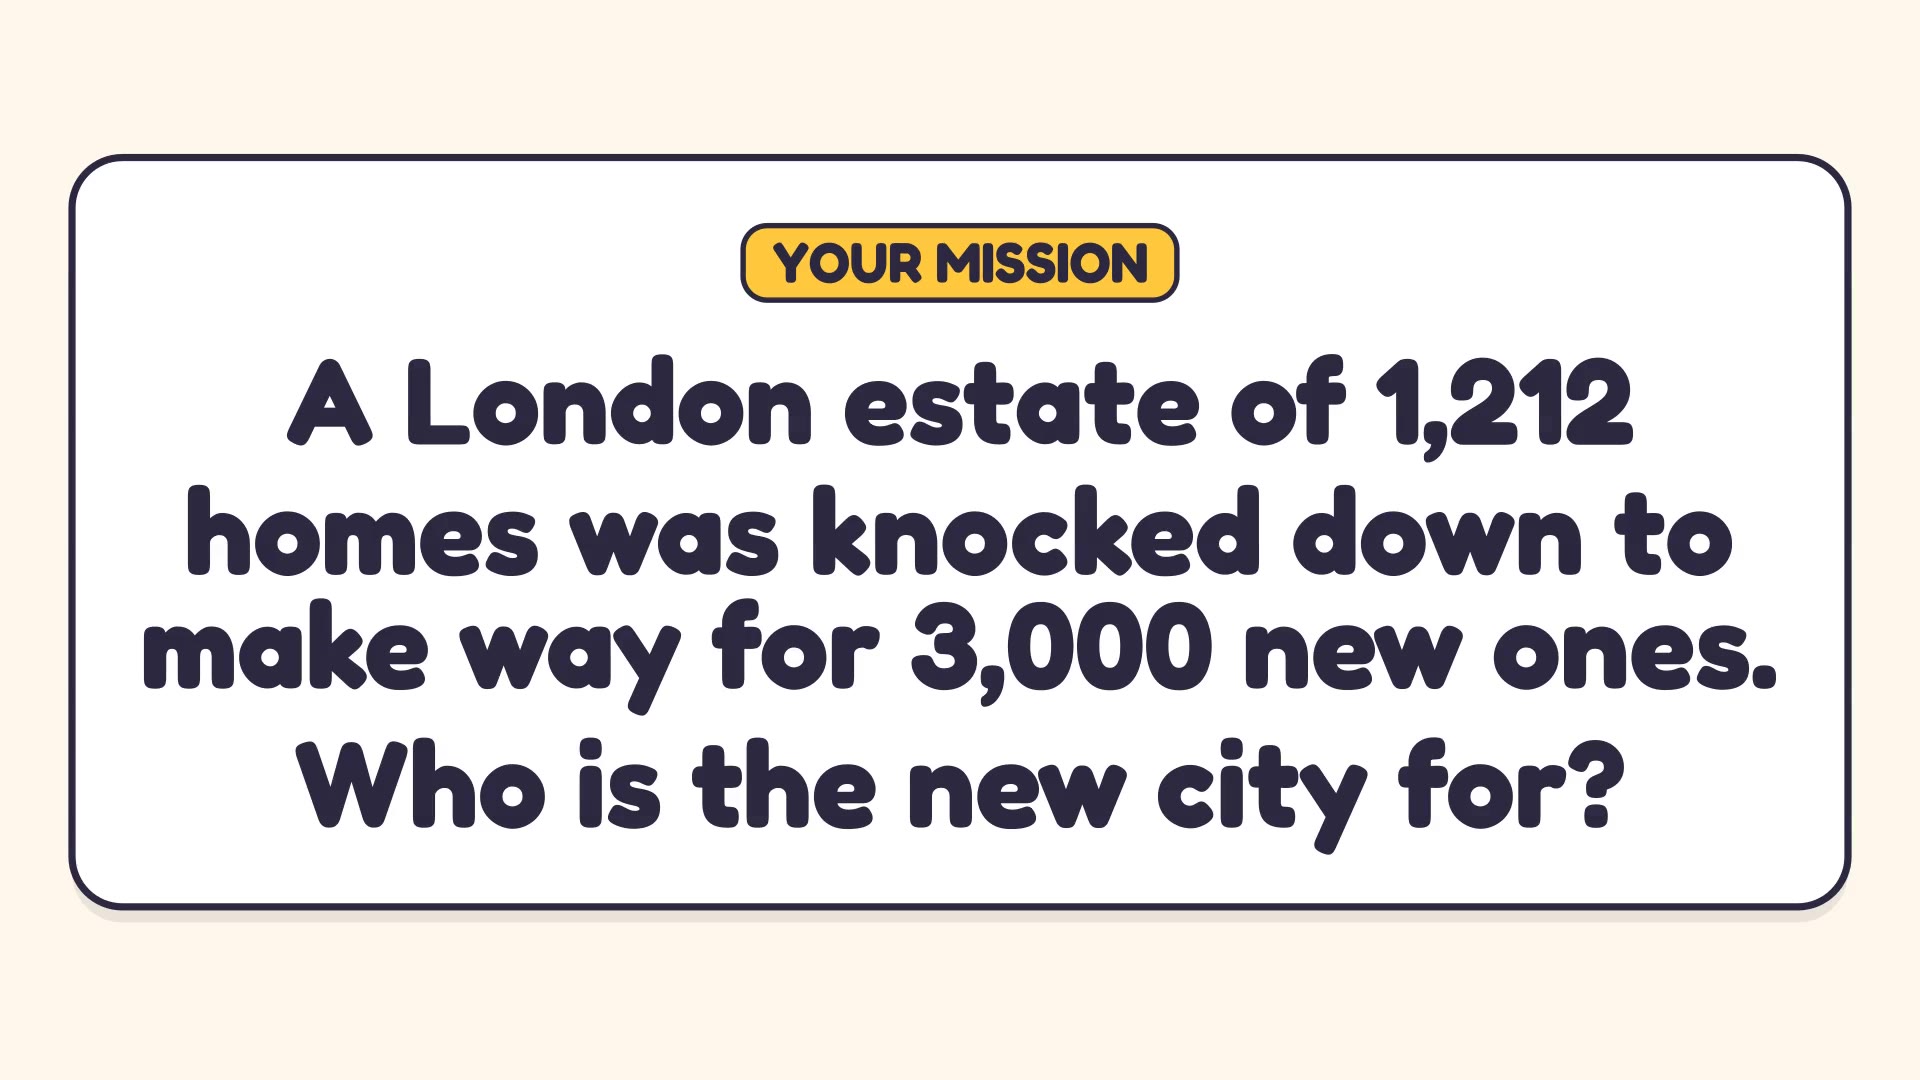 YOUR MISSION
A London estate of 1,212
homes was knocked down to
make way for 3,000 new ones.
Who is the new city for?